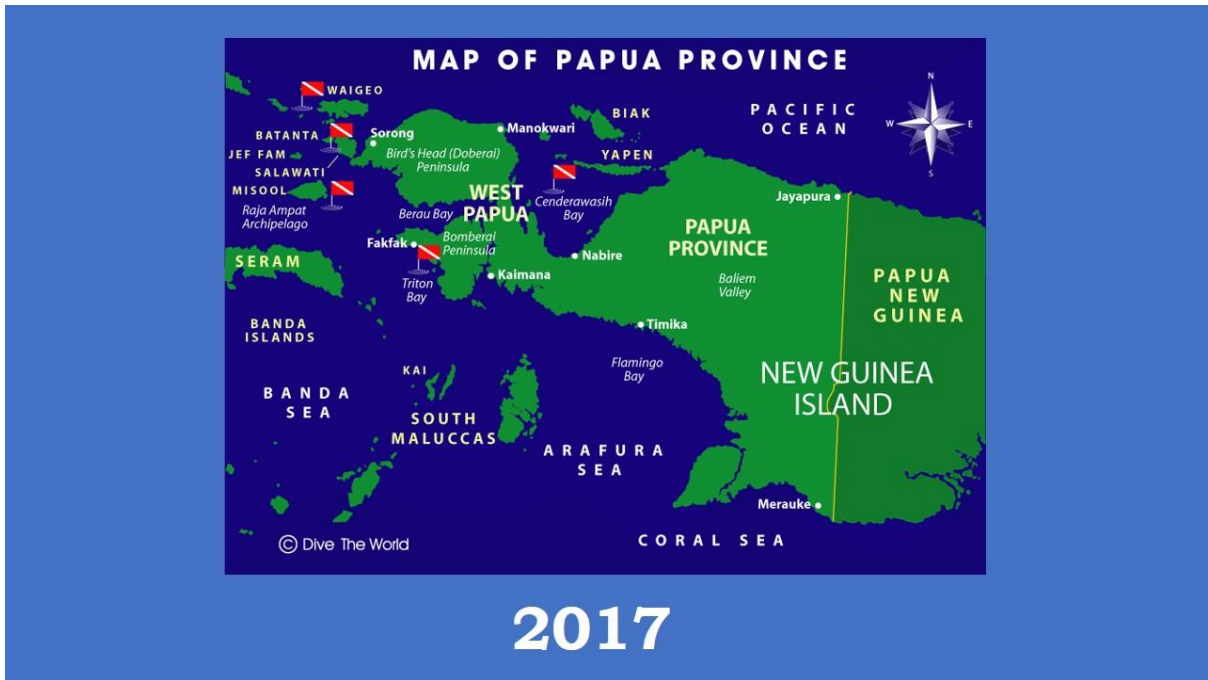 MAP OF PAPUA PROVINCE
N
W
E
S
WAIGEO
BIAK
PACIFIC
OCEAN
BATANTA
Sorong
Manokwari
JEF FAM
Bird's Head (Doberai)
Peninsula
YAPEN
SALAWATI
MISOOL
WEST
PAPUA
Cenderawasih
Bay
Jayapura
Raja Ampat
Archipelago
Berau Bay
PAPUA
PROVINCE
Fakfak
Bomberai
Peninsula
Nabire
SERAM
Kaimana
Triton
Bay
Baliem
Valley
PAPUA
NEW
GUINEA
BANDA
ISLANDS
Timika
Flamingo
Bay
KAI
NEW GUINEA
ISLAND
BANDA
SEA
SOUTH
MALUCCAS
ARAFURA
SEA
Merauke
© Dive The World
CORAL SEA
2017